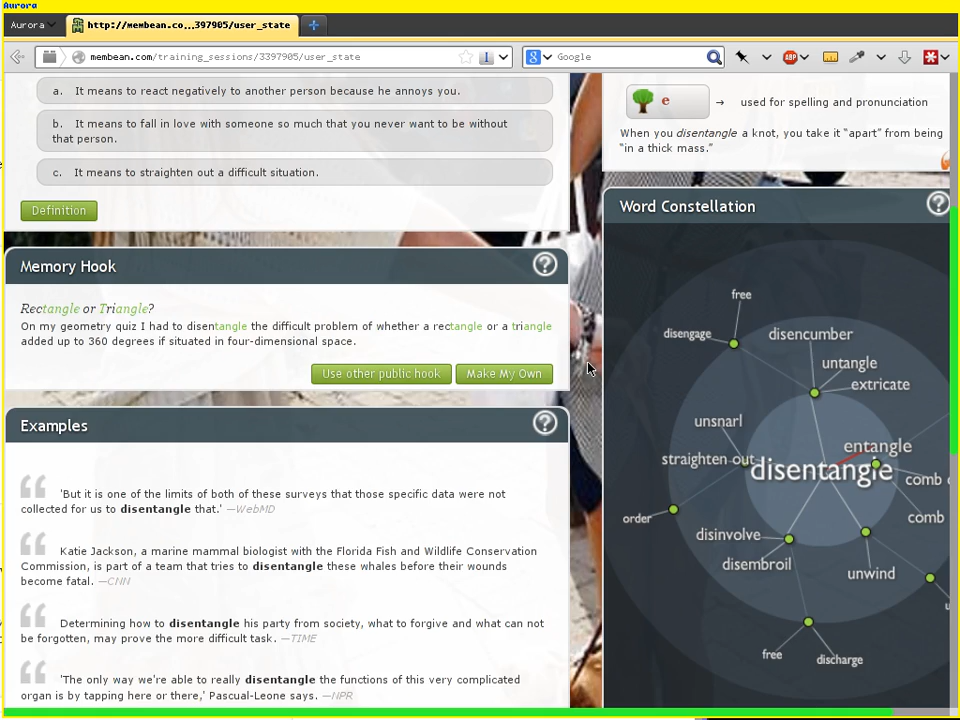 Aurora
Aurora
http://membean.co...397905/user_state
membean.com/training_sessions/3397905/user_state
Google
ABP
a. It means to react negatively to another person because he annoys you.
b. It means to fall in love with someone so much that you never want to be without
that person.
c. It means to straighten out a difficult situation.
Definition
Memory Hook
?
Rectangle or Triangle?
On my geometry quiz I had to disentangle the difficult problem of whether a rectangle or a triangle
added up to 360 degrees if situated in four-dimensional space.
Use other public hook
Make My Own
Examples
?
'But it is one of the limits of both of these surveys that those specific data were not
collected for us to disentangle that.' —WebMD
Katie Jackson, a marine mammal biologist with the Florida Fish and Wildlife Conservation
Commission, is part of a team that tries to disentangle these whales before their wounds
become fatal. —CNN
Determining how to disentangle his party from society, what to forgive and what can not
be forgotten, may prove the more difficult task. —TIME
'The only way we're able to really disentangle the functions of this very complicated
organ is by tapping here or there,' Pascual-Leone says. —NPR
e → used for spelling and pronunciation
When you disentangle a knot, you take it "apart" from being
"in a thick mass."
Word Constellation
?
free
disengage
disencumber
untangle
extricate
unsnarl
entangle
straighten out
disentangle
comb
order
comb
disinvolve
disembroil
unwind
free
discharge